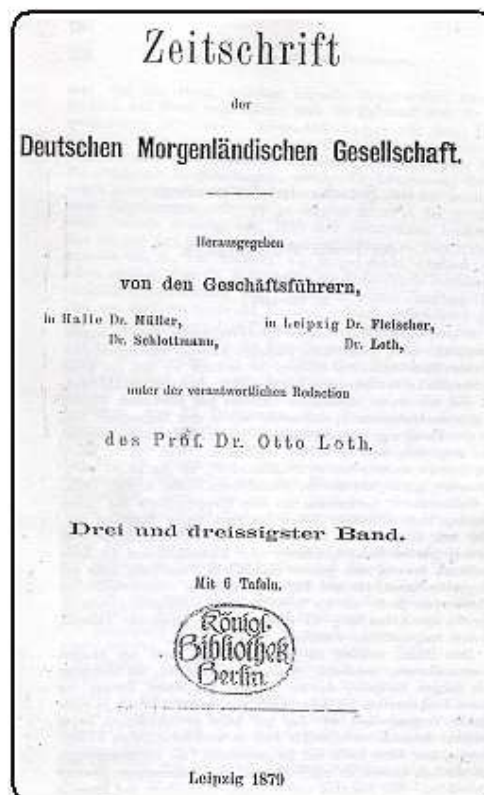 Zeitschrift
der
Deutschen Morgenländischen Gesellschaft.
Herausgegeben
von den Geschäftsführern,
in Halle Dr. Müller, in Leipzig Dr. Fleischer,
Dr. Schlottmann, Dr. Loth,
unter der verantwortlichen Redaction
des Prof. Dr. Otto Loth.
Drei und dreissigster Band.
Mit 6 Tafeln.
Königl.
Bibliothek
Berlin.
Leipzig 1879